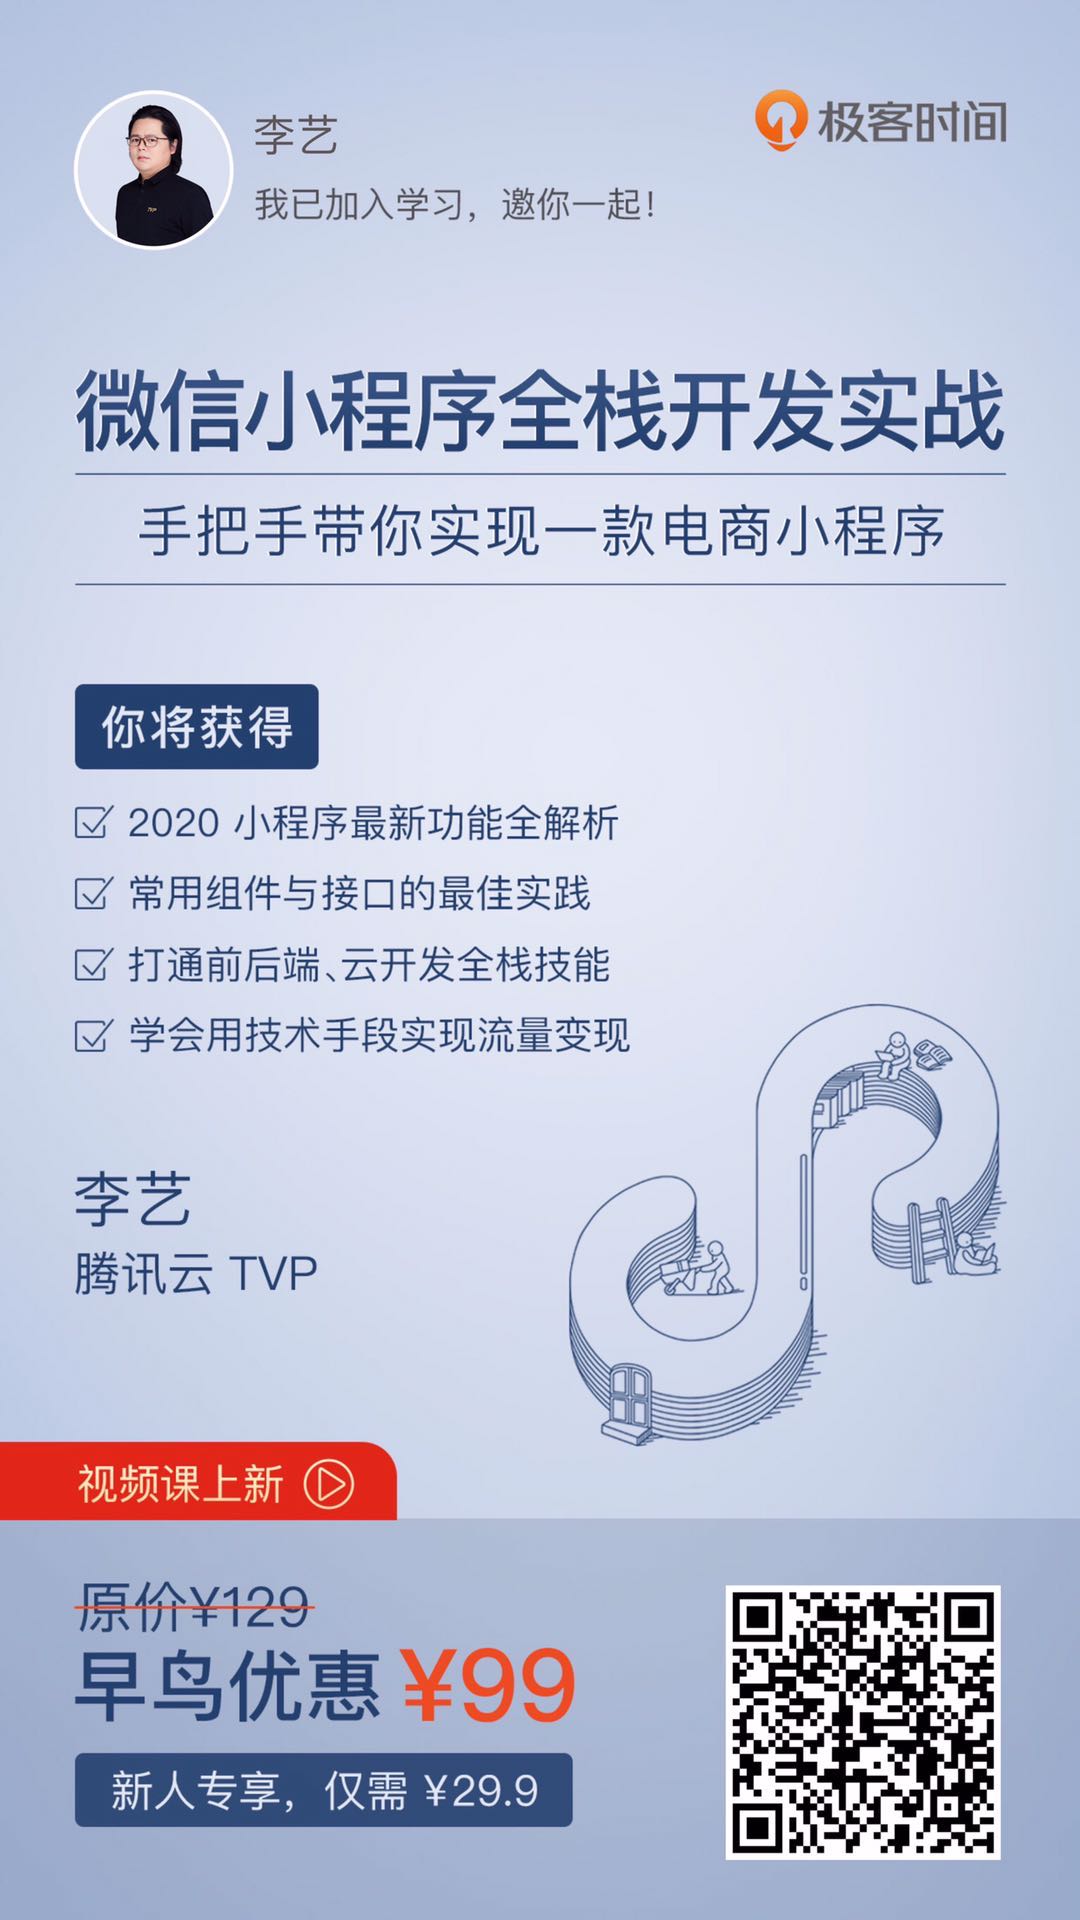 李艺
我已加入学习，邀你一起！
极客时间
微信小程序全栈开发实战
手把手带你实现一款电商小程序
你将获得
2020 小程序最新功能全解析
常用组件与接口的最佳实践
打通前后端、云开发全栈技能
学会用技术手段实现流量变现
李艺
腾讯云 TVP
视频课上新
原价¥129
早鸟优惠 ¥99
新人专享，仅需 ¥29.9